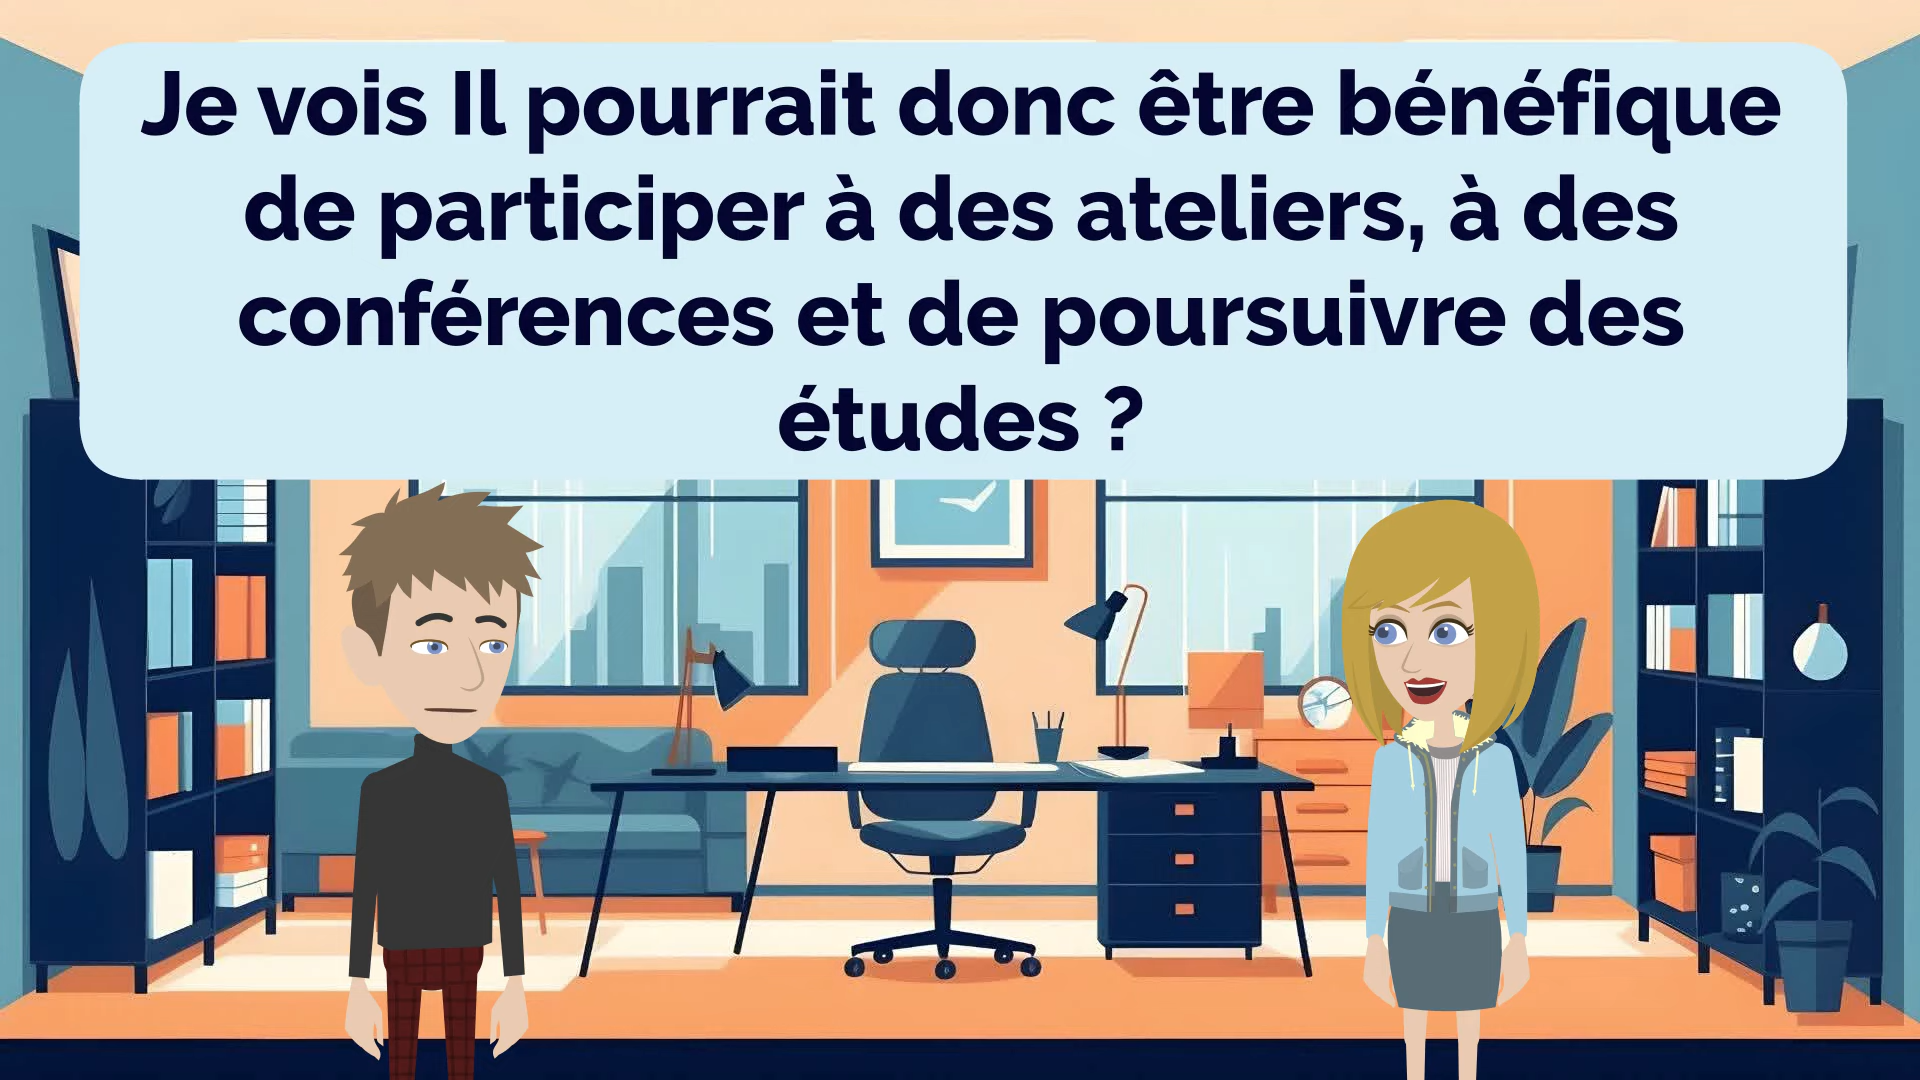 Je vois Il pourrait donc être bénéfique
de participer à des ateliers, à des
conférences et de poursuivre des
études ?